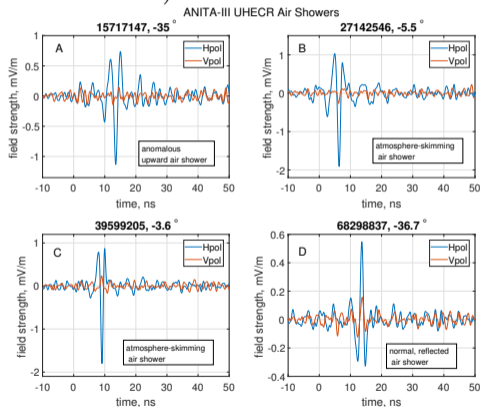 ANITA-III UHECR Air Showers
15717147, -35 °
A
Hpol
Vpol
1
0.5
0
-0.5
-1
field strength, mV/m
anomalous
upward air shower
-10 0 10 20 30 40 50
time, ns
27142546, -5.5 °
B
Hpol
Vpol
1
0
-1
-2
field strength, mV/m
atmosphere-skimming
air shower
-10 0 10 20 30 40 50
time, ns
39599205, -3.6 °
C
Hpol
Vpol
1
0
-1
-2
field strength, mV/m
atmosphere-skimming
air shower
-10 0 10 20 30 40 50
time, ns
68298837, -36.7 °
D
Hpol
Vpol
0.6
0.4
0.2
0
-0.2
-0.4
field strength, mV/m
normal, reflected
air shower
-10 0 10 20 30 40 50
time, ns